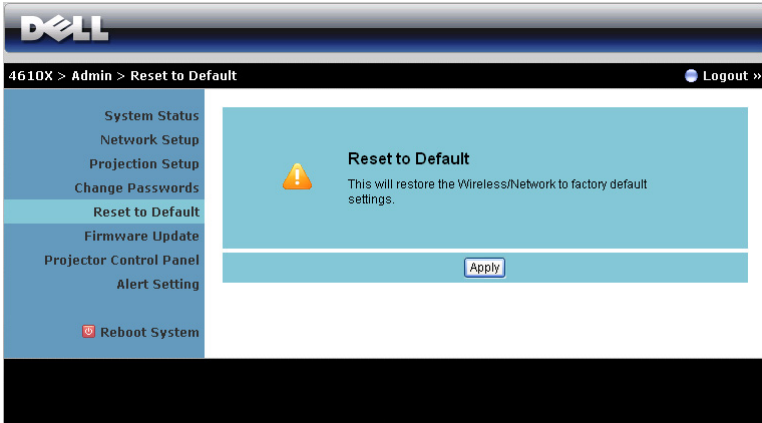 DELL
4610X > Admin > Reset to Default
Logout »
System Status
Network Setup
Projection Setup
Change Passwords
Reset to Default
Firmware Update
Projector Control Panel
Alert Setting
Reboot System
Reset to Default
This will restore the Wireless/Network to factory default
settings.
Apply